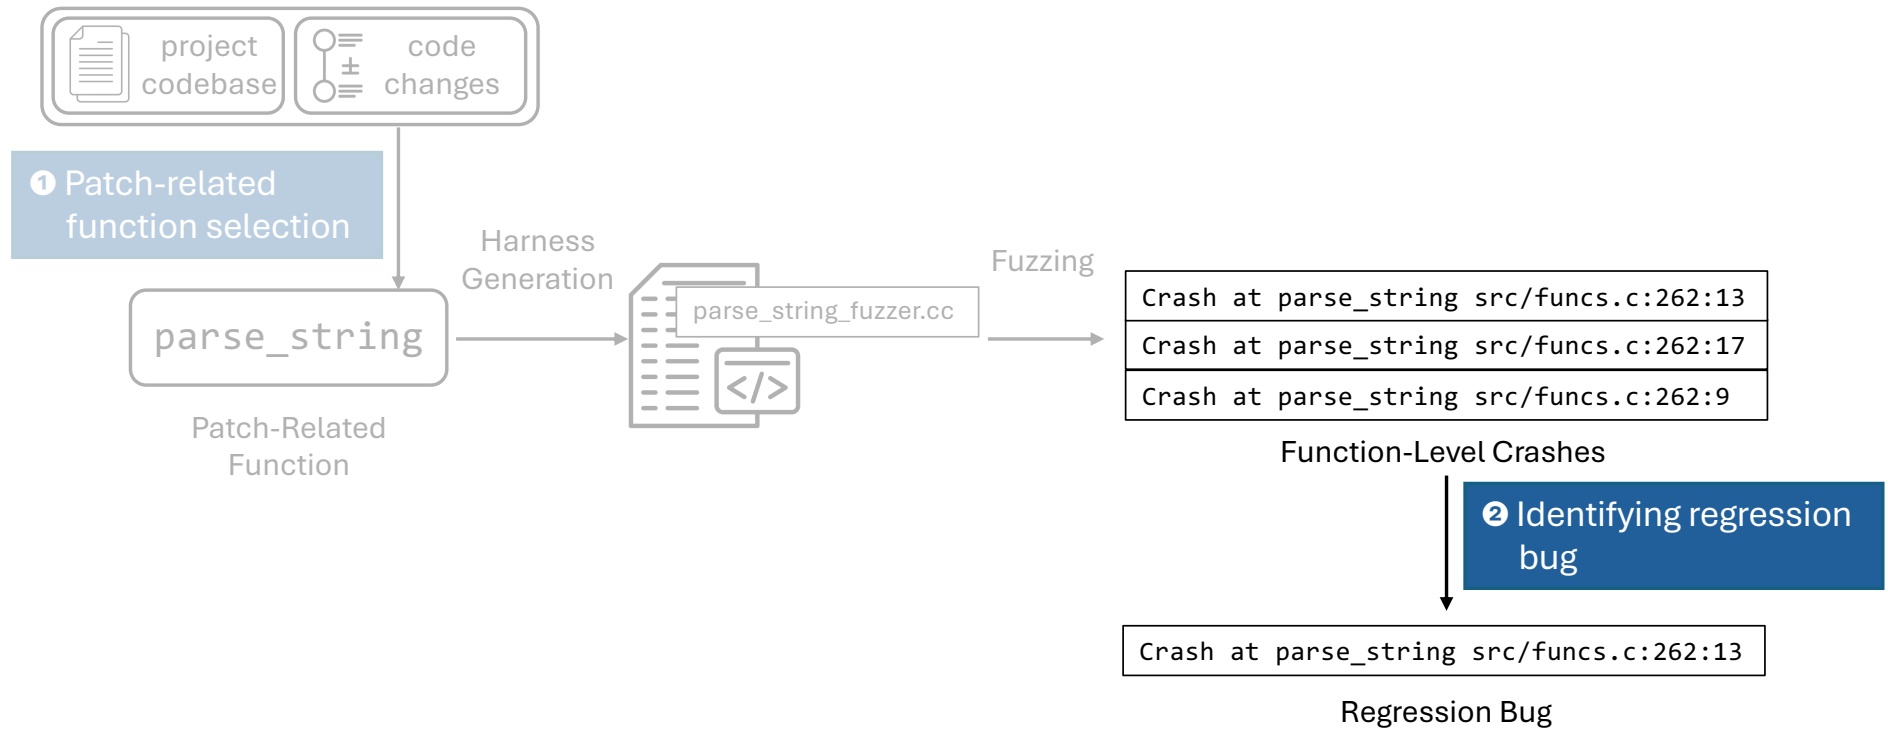 project
codebase
code
changes
❶ Patch-related
function selection
parse_string
Patch-Related
Function
Harness
Generation
parse_string_fuzzer.cc
</>
Fuzzing
Crash at parse_string src/funcs.c:262:13
Crash at parse_string src/funcs.c:262:17
Crash at parse_string src/funcs.c:262:9
Function-Level Crashes
❷ Identifying regression
bug
Crash at parse_string src/funcs.c:262:13
Regression Bug